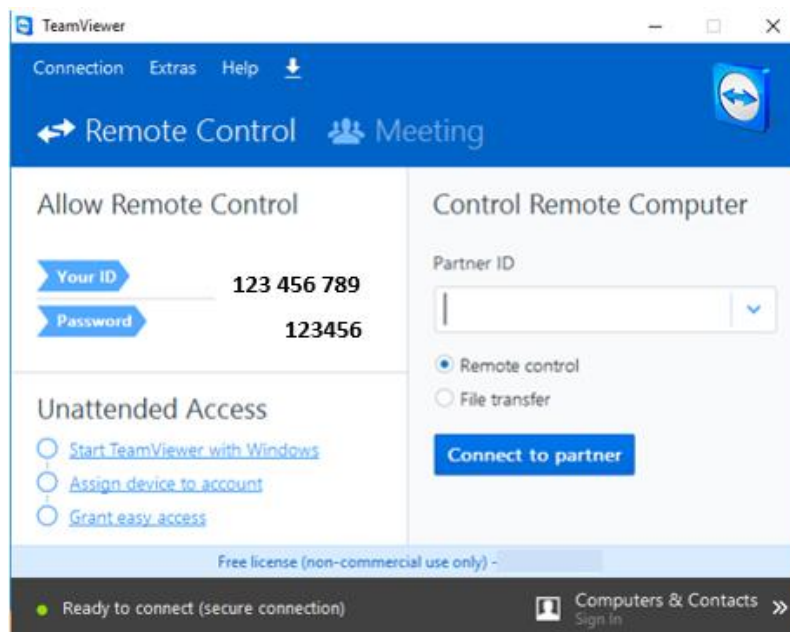 TeamViewer
Connection Extras Help
Remote Control Meeting
Allow Remote Control
Your ID 123 456 789
Password 123456
Unattended Access
Start TeamViewer with Windows
Assign device to account
Grant easy access
Control Remote Computer
Partner ID
Remote control
File transfer
Connect to partner
Free license (non-commercial use only) -
Ready to connect (secure connection)
Computers & Contacts
Sign In